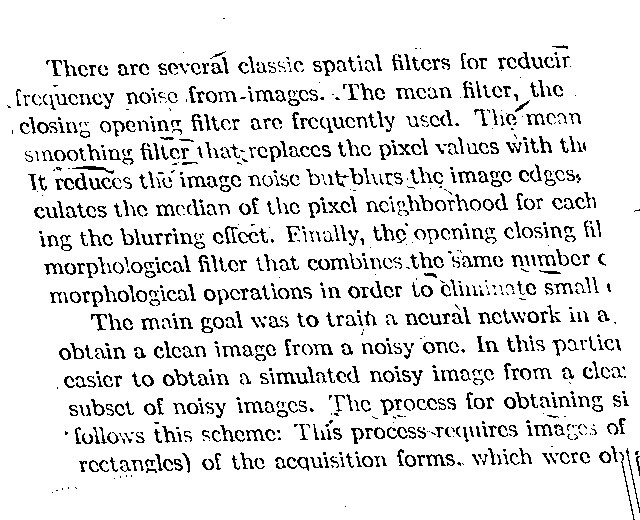 There are several classic spatial filters for reducin
frequency noise from images. The mean filter, the
closing opening filter are frequently used. The mean
smoothing filter that replaces the pixel values with the
It reduces the image noise but blurs the image edges,
culates the median of the pixel neighborhood for each
ing the blurring effect. Finally, the opening closing fil
morphological filter that combines the same number o
morphological operations in order to eliminate small
The main goal was to train a neural network in a
obtain a clean image from a noisy one. In this partic
easier to obtain a simulated noisy image from a clea
subset of noisy images. The process for obtaining si
follows this scheme: This process requires images of
rectangles) of the acquisition forms, which were obt